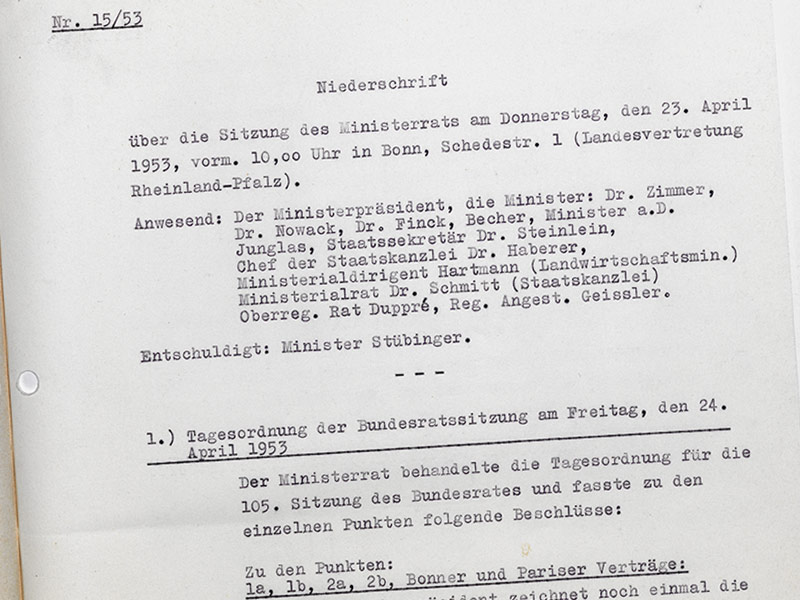 Nr. 15/53
Niederschrift
über die Sitzung des Ministerrats am Donnerstag, den 23. April
1953, vorm. 10,oo Uhr in Bonn, Schedestr. 1 (Landesvertretung
Rheinland-Pfalz).
Anwesend: Der Ministerpräsident, die Minister: Dr. Zimmer,
Dr. Nowack, Dr. Finck, Becher, Minister a.D.
Junglas, Staatssekretär Dr. Steinlein,
Chef der Staatskanzlei Dr. Haberer,
Ministerialdirigent Hartmann (Landwirtschaftsmin.)
Ministerialrat Dr. Schmitt (Staatskanzlei)
Oberreg. Rat Duppré, Reg. Angest. Geissler.
Entschuldigt: Minister Stübinger.
- - -
1.) Tagesordnung der Bundesratssitzung am Freitag, den 24.
April 1953
Der Ministerrat behandelte die Tagesordnung für die
105. Sitzung des Bundesrates und fasste zu den
einzelnen Punkten folgende Beschlüsse:
Zu den Punkten:
1a, 1b, 2a, 2b, Bonner und Pariser Verträge:
zeichnet noch einmal die